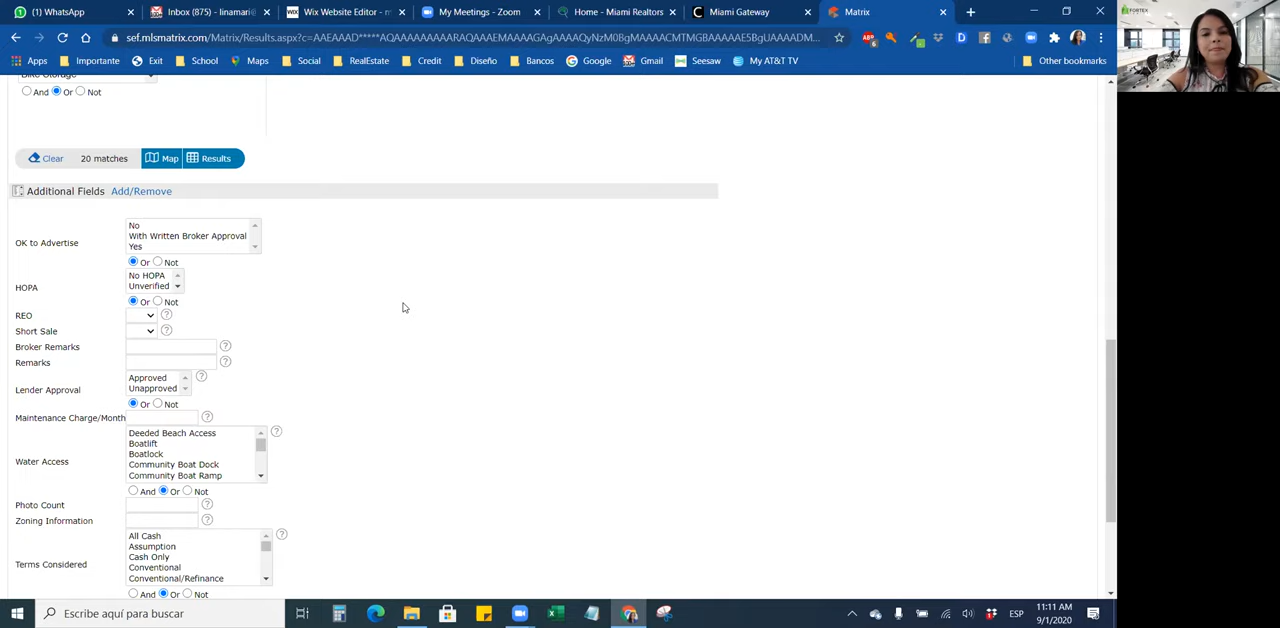 (1) WhatsApp
Inbox (875) - linamari@
Wix Website Editor - m
My Meetings - Zoom
Home - Miami Realtors
Miami Gateway
Matrix
sef.mlsmatrix.com/Matrix/Results.aspx?c=AAEAAAD*****AQAAAAAAAAARAQAAAEMAAAAGAgAAAAQyNzM0BgMAAAACMTMGBAAAAAE5BgUAAAADM...
Apps Importante Exit School Maps Social RealEstate Credit Diseño Bancos Google Gmail Seesaw My AT&T TV Other bookmarks
Bike Storage
And Or Not
Clear 20 matches Map Results
Additional Fields Add/Remove
OK to Advertise
No
With Written Broker Approval
Yes
Or Not
HOPA
No HOPA
Unverified
Or Not
REO
Short Sale
Broker Remarks
Remarks
Lender Approval
Approved
Unapproved
Or Not
Maintenance Charge/Month
Water Access
Deeded Beach Access
Boatlift
Boatlock
Community Boat Dock
Community Boat Ramp
And Or Not
Photo Count
Zoning Information
Terms Considered
All Cash
Assumption
Cash Only
Conventional
Conventional/Refinance
And Or Not
Escribe aquí para buscar
ESP
11:11 AM
9/1/2020